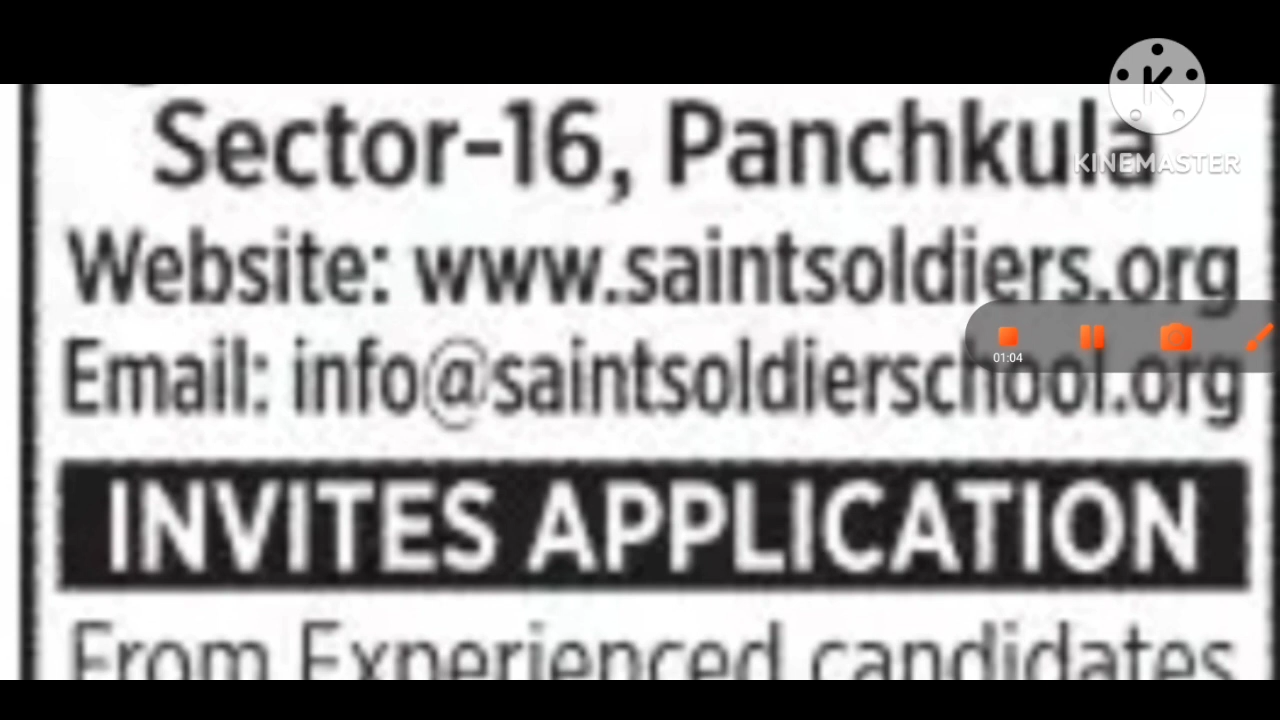 Sector-16, Panchkula
KINEMASTER
Website: www.saintsoldiers.org
01:04
Email: info@saintsoldierschool.org
INVITES APPLICATION
From Experienced candidates